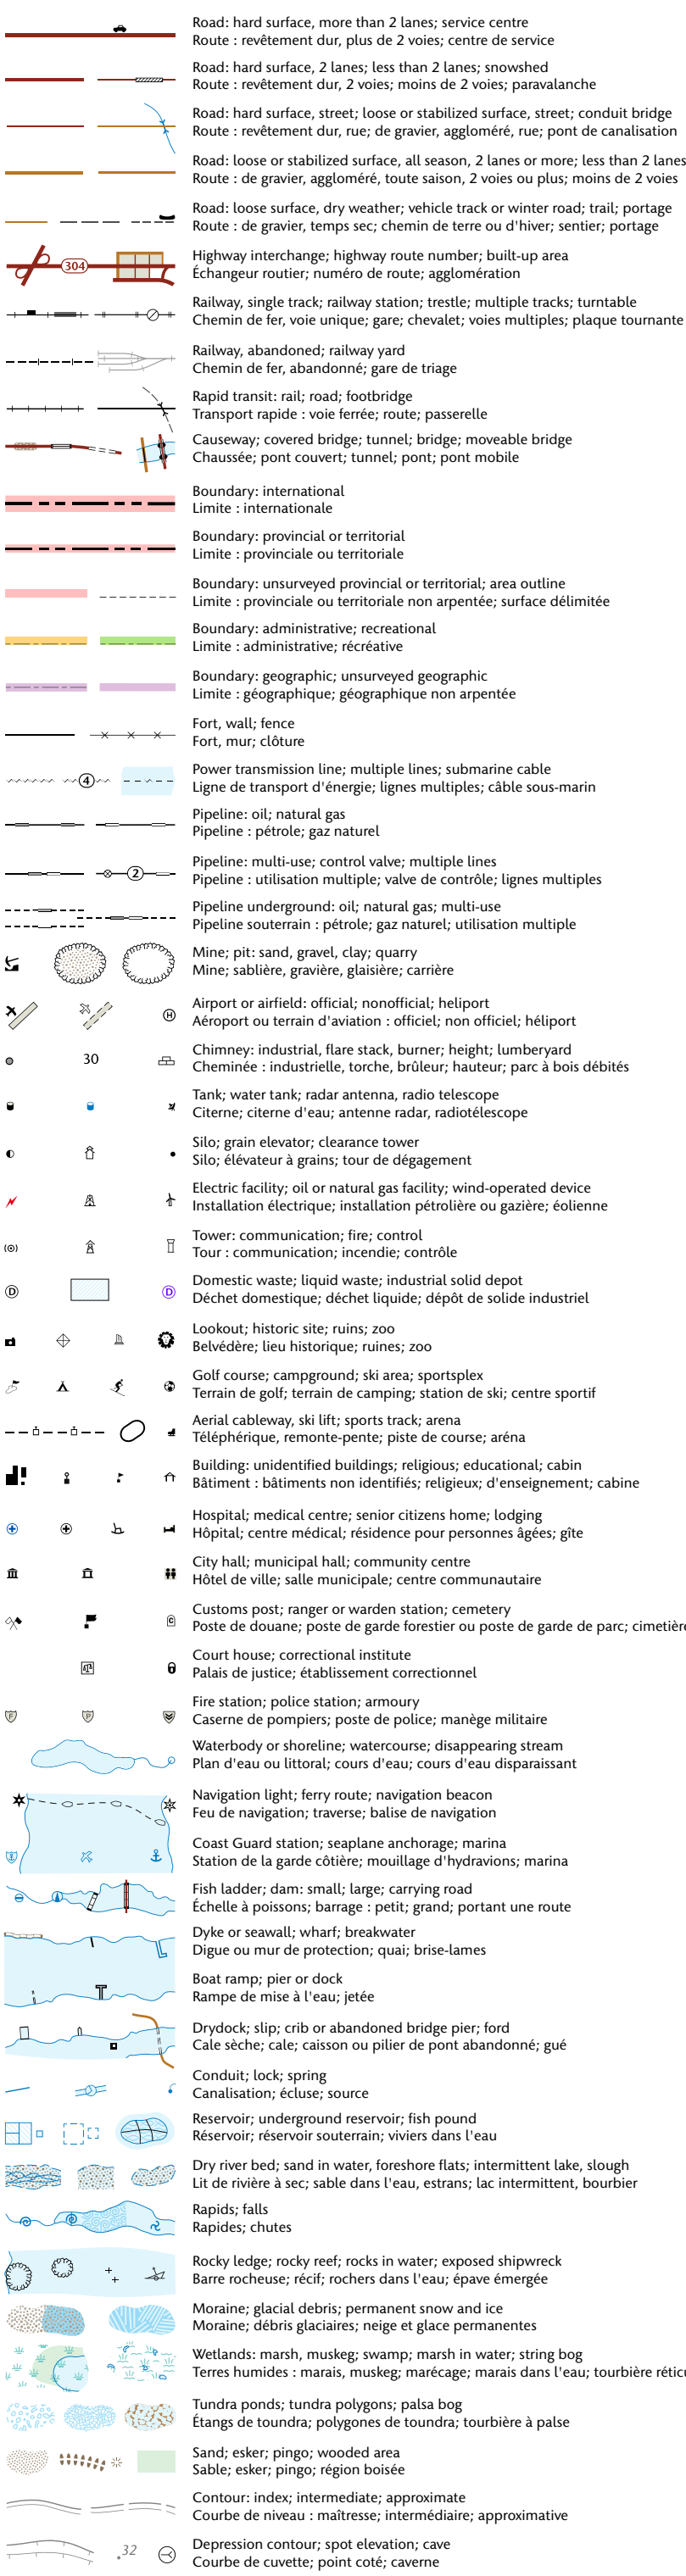 Road: hard surface, more than 2 lanes; service centre
Route : revêtement dur, plus de 2 voies; centre de service
Road: hard surface, 2 lanes; less than 2 lanes; snowshed
Route : revêtement dur, 2 voies; moins de 2 voies; paravalanche
Road: hard surface, street; loose or stabilized surface, street; conduit bridge
Route : revêtement dur, rue; de gravier, aggloméré, rue; pont de canalisation
Road: loose or stabilized surface, all season, 2 lanes or more; less than 2 lanes
Route : de gravier, aggloméré, toute saison, 2 voies ou plus; moins de 2 voies
Road: loose surface, dry weather; vehicle track or winter road; trail; portage
Route : de gravier, temps sec; chemin de terre ou d'hiver; sentier; portage
304
Highway interchange; highway route number; built-up area
Échangeur routier; numéro de route; agglomération
Railway, single track; railway station; trestle; multiple tracks; turntable
Chemin de fer, voie unique; gare; chevalet; voies multiples; plaque tournante
Railway, abandoned; railway yard
Chemin de fer, abandonné; gare de triage
Rapid transit: rail; road; footbridge
Transport rapide : voie ferrée; route; passerelle
Causeway; covered bridge; tunnel; bridge; moveable bridge
Chaussée; pont couvert; tunnel; pont; pont mobile
Boundary: international
Limite : internationale
Boundary: provincial or territorial
Limite : provinciale ou territoriale
Boundary: unsurveyed provincial or territorial; area outline
Limite : provinciale ou territoriale non arpentée; surface délimitée
Boundary: administrative; recreational
Limite : administrative; récréative
Boundary: geographic; unsurveyed geographic
Limite : géographique; géographique non arpentée
Fort, wall; fence
Fort, mur; clôture
4
Power transmission line; multiple lines; submarine cable
Ligne de transport d'énergie; lignes multiples; câble sous-marin
Pipeline: oil; natural gas
Pipeline : pétrole; gaz naturel
2
Pipeline: multi-use; control valve; multiple lines
Pipeline : utilisation multiple; valve de contrôle; lignes multiples
Pipeline underground: oil; natural gas; multi-use
Pipeline souterrain : pétrole; gaz naturel; utilisation multiple
Mine; pit: sand, gravel, clay; quarry
Mine; sablière, gravière, glaisière; carrière
H
Airport or airfield: official; nonofficial; heliport
Aéroport ou terrain d'aviation : officiel; non officiel; héliport
30
Chimney: industrial, flare stack, burner; height; lumberyard
Cheminée : industrielle, torche, brûleur; hauteur; parc à bois débités
Tank; water tank; radar antenna, radio telescope
Citerne; citerne d'eau; antenne radar, radiotélescope
Silo; grain elevator; clearance tower
Silo; élévateur à grains; tour de dégagement
Electric facility; oil or natural gas facility; wind-operated device
Installation électrique; installation pétrolière ou gazière; éolienne
Tower: communication; fire; control
Tour : communication; incendie; contrôle
D D
Domestic waste; liquid waste; industrial solid depot
Déchet domestique; déchet liquide; dépôt de solide industriel
Lookout; historic site; ruins; zoo
Belvédère; lieu historique; ruines; zoo
Golf course; campground; ski area; sportsplex
Terrain de golf; terrain de camping; station de ski; centre sportif
Aerial cableway, ski lift; sports track; arena
Téléphérique, remonte-pente; piste de course; aréna
Building: unidentified buildings; religious; educational; cabin
Bâtiment : bâtiments non identifiés; religieux; d'enseignement; cabine
Hospital; medical centre; senior citizens home; lodging
Hôpital; centre médical; résidence pour personnes âgées; gîte
City hall; municipal hall; community centre
Hôtel de ville; salle municipale; centre communautaire
C
Customs post; ranger or warden station; cemetery
Poste de douane; poste de garde forestier ou poste de garde de parc; cimetière
Court house; correctional institute
Palais de justice; établissement correctionnel
F P
Fire station; police station; armoury
Caserne de pompiers; poste de police; manège militaire
Waterbody or shoreline; watercourse; disappearing stream
Plan d'eau ou littoral; cours d'eau; cours d'eau disparaissant
Navigation light; ferry route; navigation beacon
Feu de navigation; traverse; balise de navigation
Coast Guard station; seaplane anchorage; marina
Station de la garde côtière; mouillage d'hydravions; marina
Fish ladder; dam: small; large; carrying road
Échelle à poissons; barrage : petit; grand; portant une route
Dyke or seawall; wharf; breakwater
Digue ou mur de protection; quai; brise-lames
Boat ramp; pier or dock
Rampe de mise à l'eau; jetée
Drydock; slip; crib or abandoned bridge pier; ford
Cale sèche; cale; caisson ou pilier de pont abandonné; gué
Conduit; lock; spring
Canalisation; écluse; source
Reservoir; underground reservoir; fish pound
Réservoir; réservoir souterrain; viviers dans l'eau
Dry river bed; sand in water, foreshore flats; intermittent lake, slough
Lit de rivière à sec; sable dans l'eau, estrans; lac intermittent, bourbier
Rapids; falls
Rapides; chutes
Rocky ledge; rocky reef; rocks in water; exposed shipwreck
Barre rocheuse; récif; rochers dans l'eau; épave émergée
Moraine; glacial debris; permanent snow and ice
Moraine; débris glaciaires; neige et glace permanentes
Wetlands: marsh, muskeg; swamp; marsh in water; string bog
Terres humides : marais, muskeg; marécage; marais dans l'eau; tourbière
Tundra ponds; tundra polygons; palsa bog
Étangs de toundra; polygones de toundra; tourbière à palse
Sand; esker; pingo; wooded area
Sable; esker; pingo; région boisée
Contour: index; intermediate; approximate
Courbe de niveau : maîtresse; intermédiaire; approximative
.32
Depression contour; spot elevation; cave
Courbe de cuvette; point coté; caverne